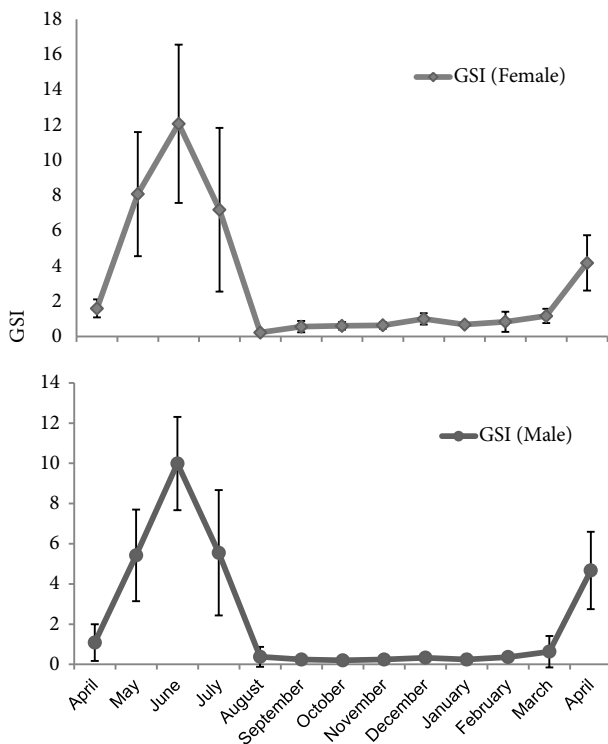 18
16
14
12
10
8
6
4
2
0
GSI (Female)
GSI
14
12
10
8
6
4
2
0
GSI (Male)
April
May
June
July
August
September
October
November
December
January
February
March
April